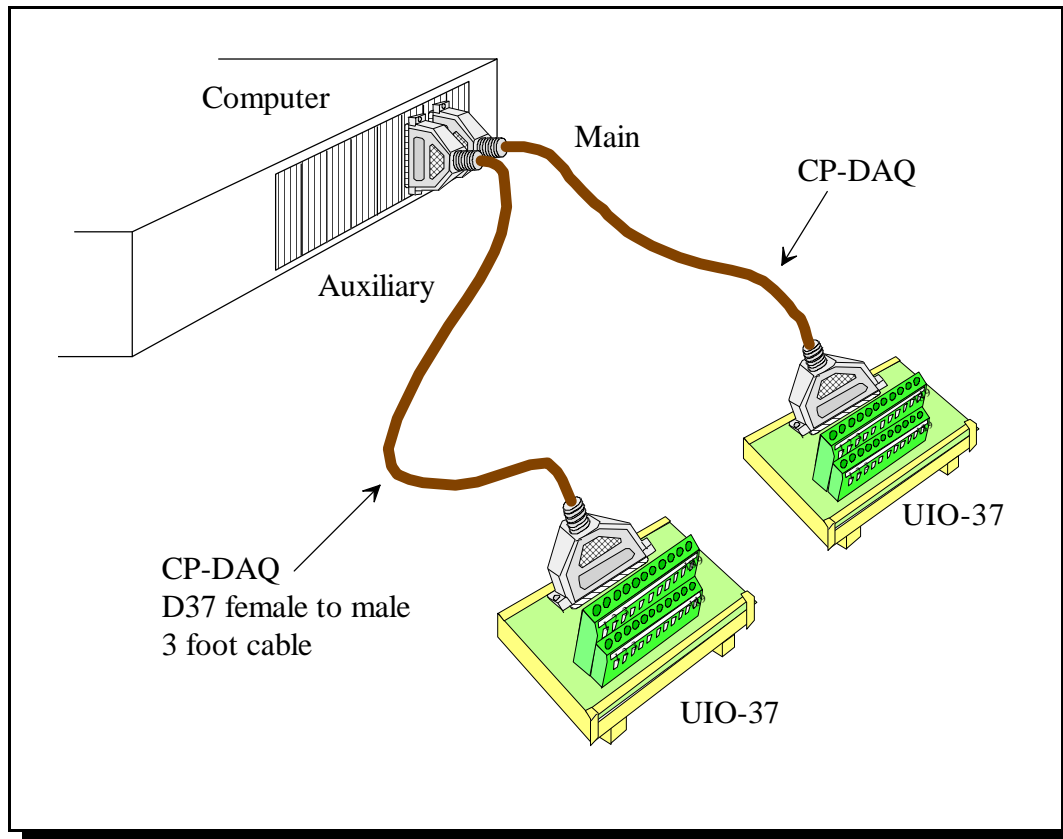 Computer
Main
CP-DAQ
Auxiliary
UIO-37
CP-DAQ
D37 female to male
3 foot cable
UIO-37